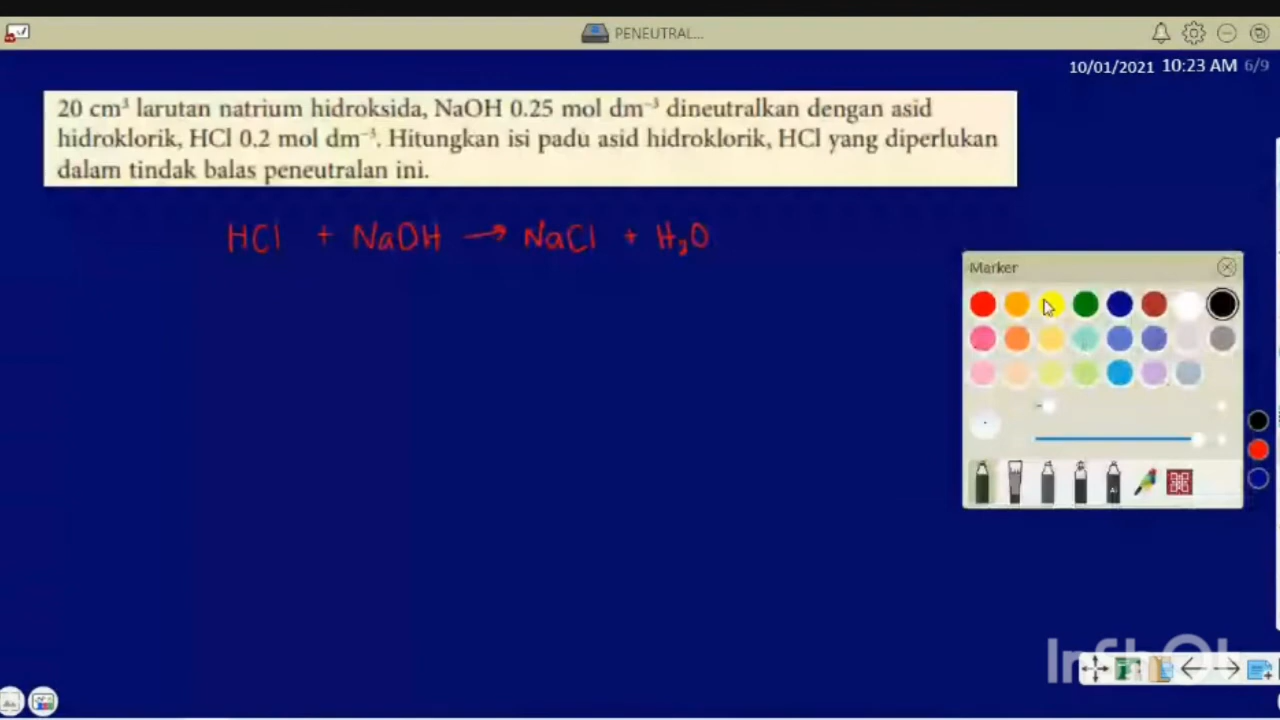 PENEUTRAL...
10/01/2021 10:23 AM 6/9
20 cm³ larutan natrium hidroksida, NaOH 0.25 mol dm⁻³ dineutralkan dengan asid
hidroklorik, HCl 0.2 mol dm⁻³. Hitungkan isi padu asid hidroklorik, HCl yang diperlukan
dalam tindak balas peneutralan ini.
HCl + NaOH → NaCl + H₂O
Marker